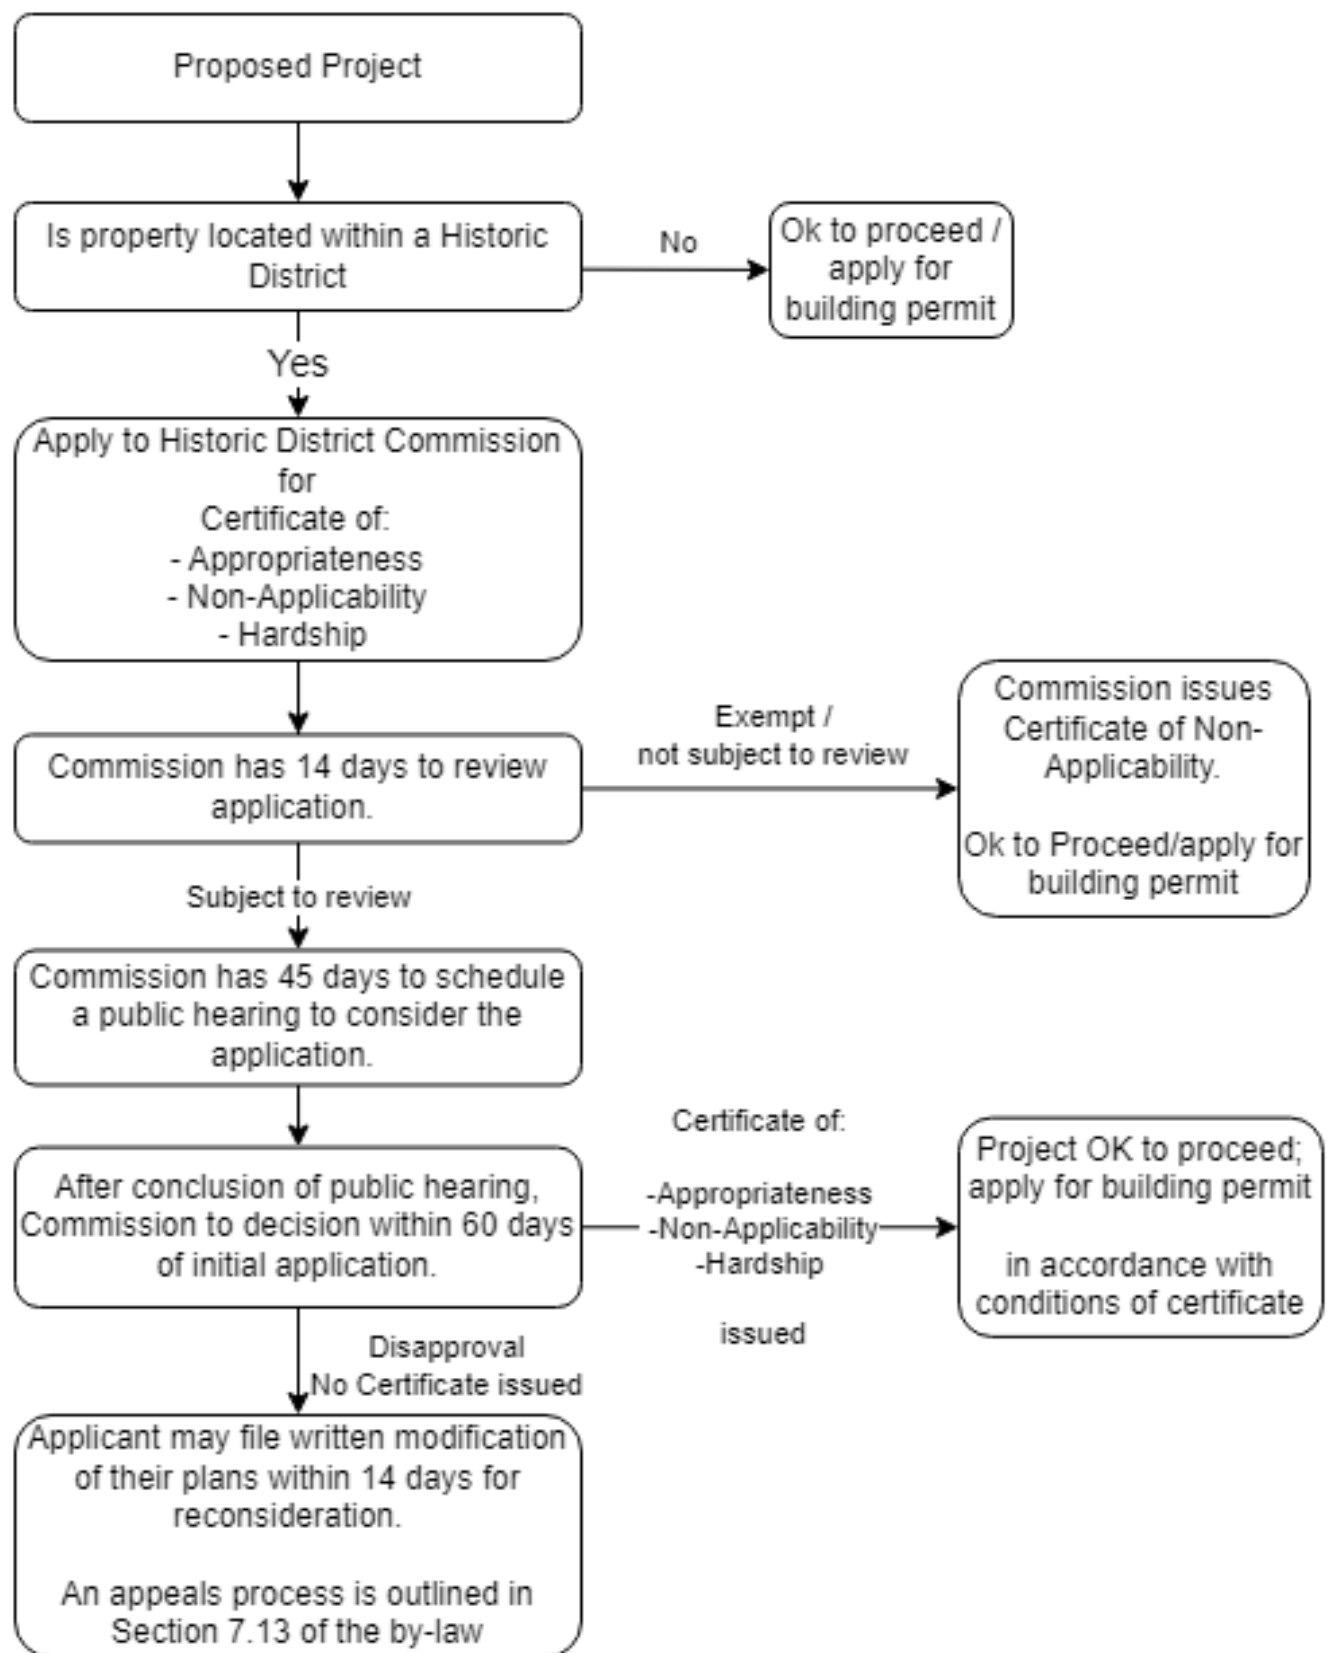 Proposed Project
Is property located within a Historic
District
No
Ok to proceed /
apply for
building permit
Yes
Apply to Historic District Commission
for
Certificate of:
- Appropriateness
- Non-Applicability
- Hardship
Commission has 14 days to review
application.
Exempt /
not subject to review
Commission issues
Certificate of Non-
Applicability.
Ok to Proceed/apply for
building permit
Subject to review
Commission has 45 days to schedule
a public hearing to consider the
application.
After conclusion of public hearing,
Commission to decision within 60 days
of initial application.
Certificate of:
-Appropriateness
-Non-Applicability
-Hardship
issued
Project OK to proceed;
apply for building permit
in accordance with
conditions of certificate
Disapproval
No Certificate issued
Applicant may file written modification
of their plans within 14 days for
reconsideration.
An appeals process is outlined in
Section 7.13 of the by-law